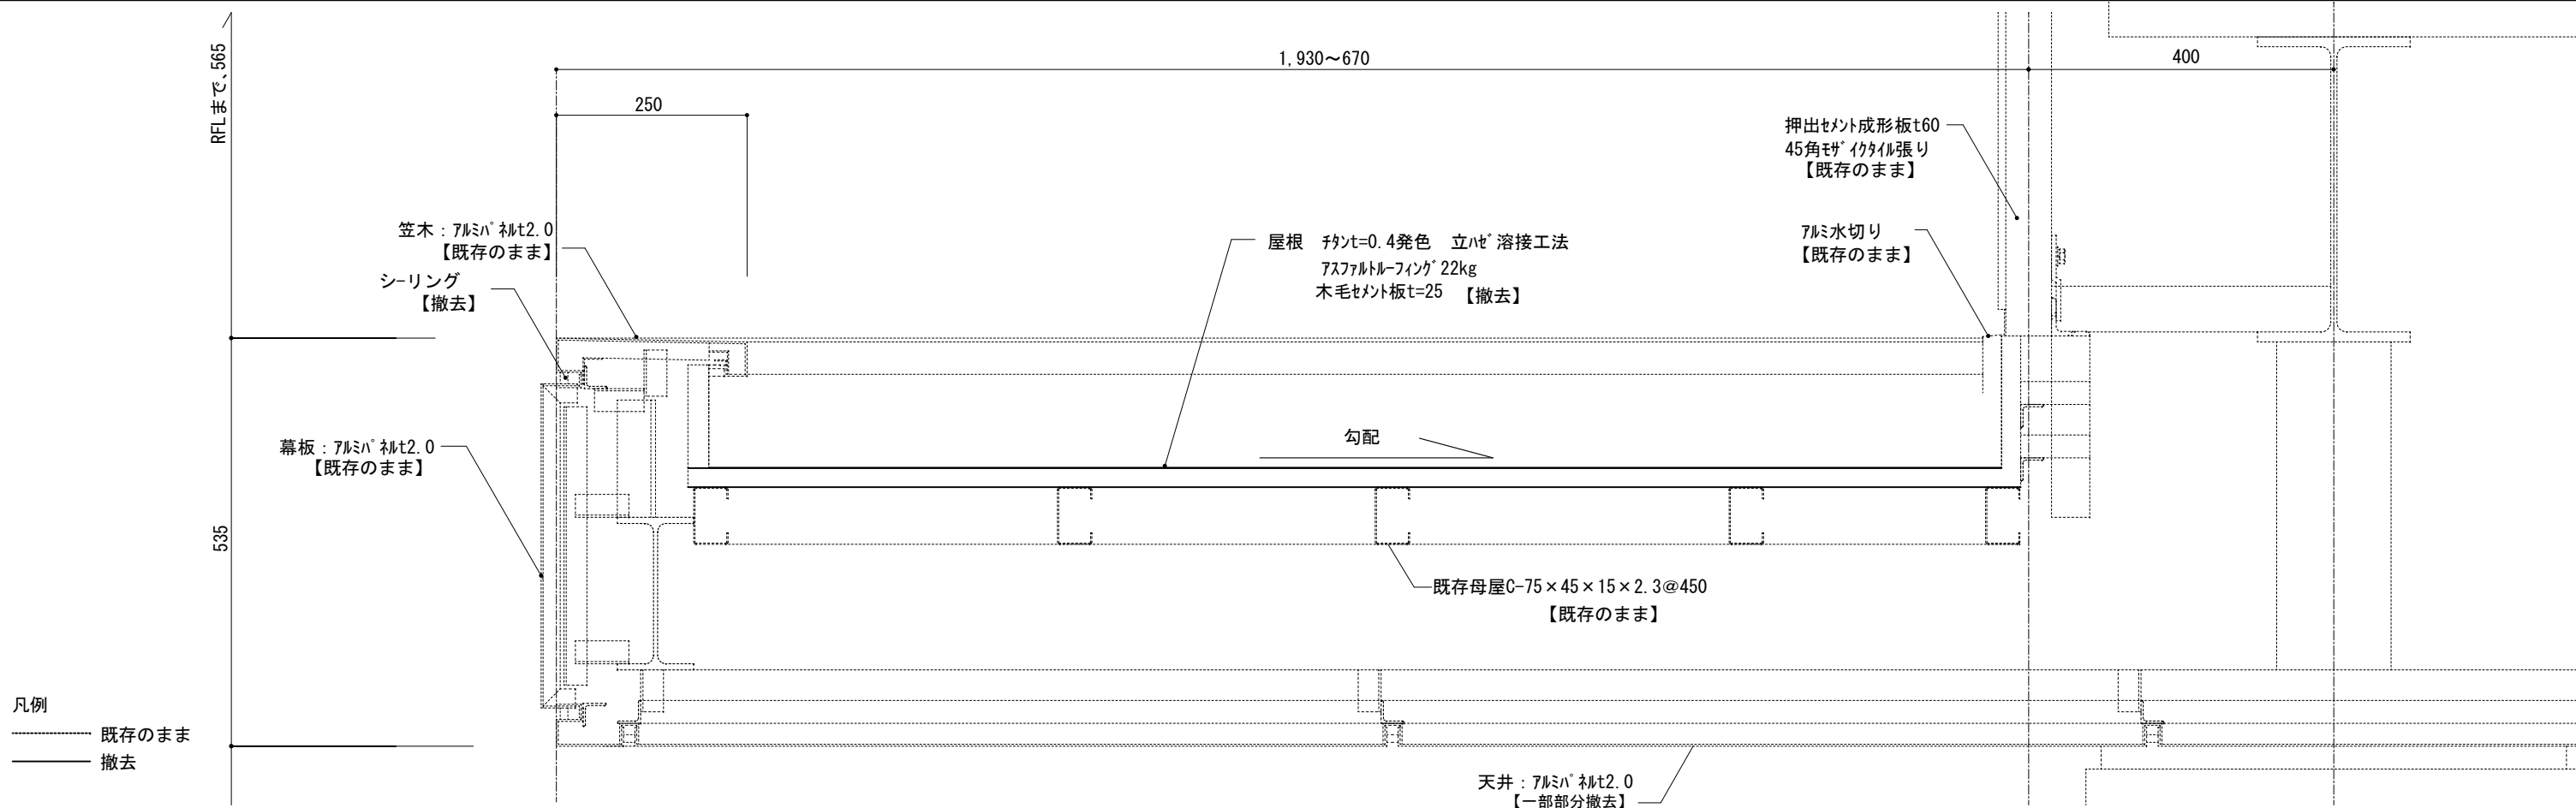 RFLまで、565
1,930～670
400
250
押出ｾﾒﾝﾄ成形板t60
45角ﾓｻﾞｲｸﾀｲﾙ張り
【既存のまま】
笠木：ｱﾙﾐﾊﾟﾈﾙt2.0
【既存のまま】
シーリング
【撤去】
屋根　ﾁﾀﾝt=0.4発色　立ﾊｾﾞ溶接工法
ｱｽﾌｧﾙﾄﾙｰﾌｨﾝｸﾞ22kg
木毛ｾﾒﾝﾄ板t=25　【撤去】
ｱﾙﾐ水切り
【既存のまま】
幕板：ｱﾙﾐﾊﾟﾈﾙt2.0
【既存のまま】
勾配
535
既存母屋C-75×45×15×2.3@450
【既存のまま】
凡例
既存のまま
撤去
天井：ｱﾙﾐﾊﾟﾈﾙt2.0
【一部部分撤去】